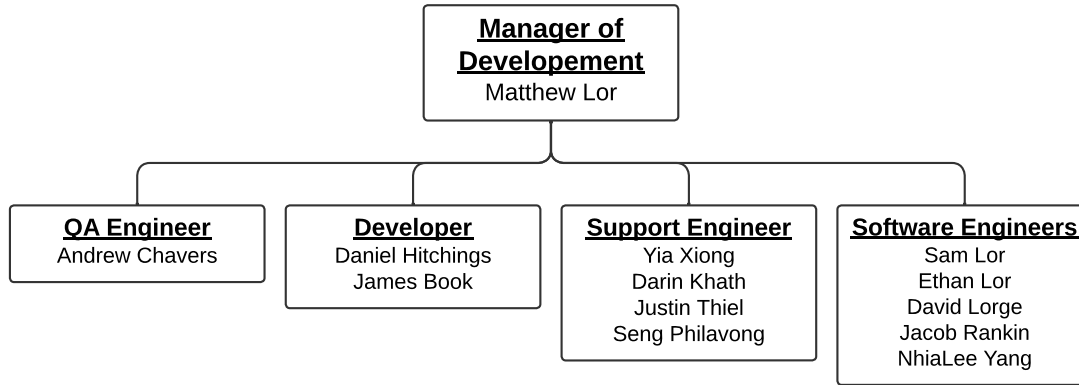 Manager of
Developement
Matthew Lor
QA Engineer
Andrew Chavers
Developer
Daniel Hitchings
James Book
Support Engineer
Yia Xiong
Darin Khath
Justin Thiel
Seng Philavong
Software Engineers
Sam Lor
Ethan Lor
David Lorge
Jacob Rankin
NhiaLee Yang